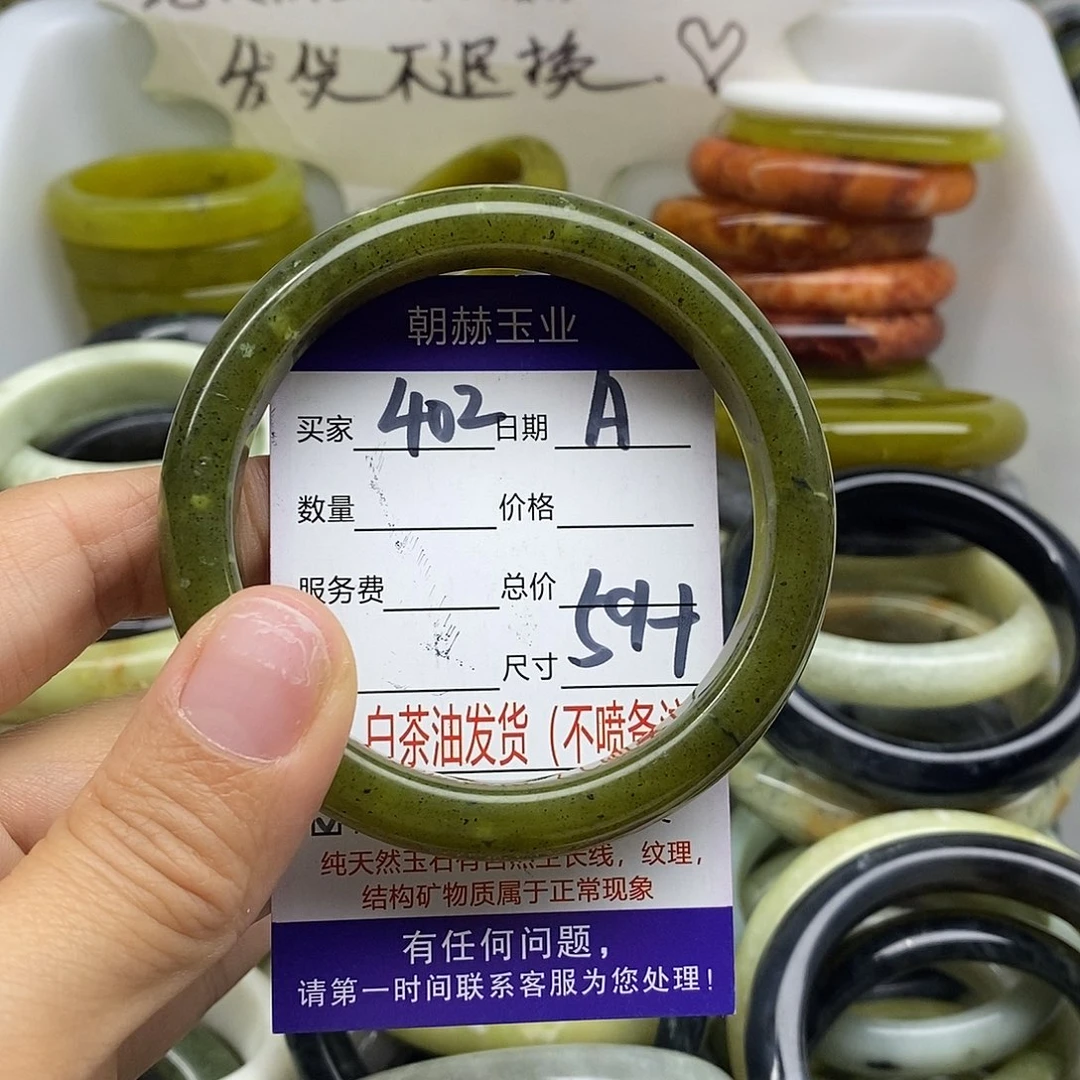 发货不退换.♡
朝赫玉业
买家 402 日期 A
数量 价格
服务费 总价
尺寸 59+
白茶油发货（不喷
纯天然玉石有自然生长线，纹理，
结构矿物质属于正常现象
有任何问题，
请第一时间联系客服为您处理！